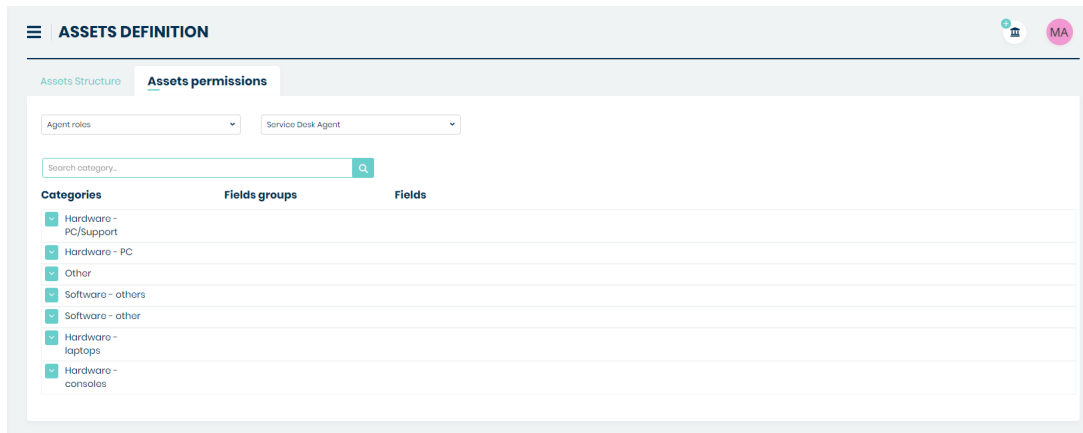 ASSETS DEFINITION
MA
Assets Structure
Assets permissions
Agent roles
Service Desk Agent
Search category...
Categories
Fields groups
Fields
Hardware -
PC/Support
Hardware - PC
Other
Software - others
Software - other
Hardware -
laptops
Hardware -
consoles